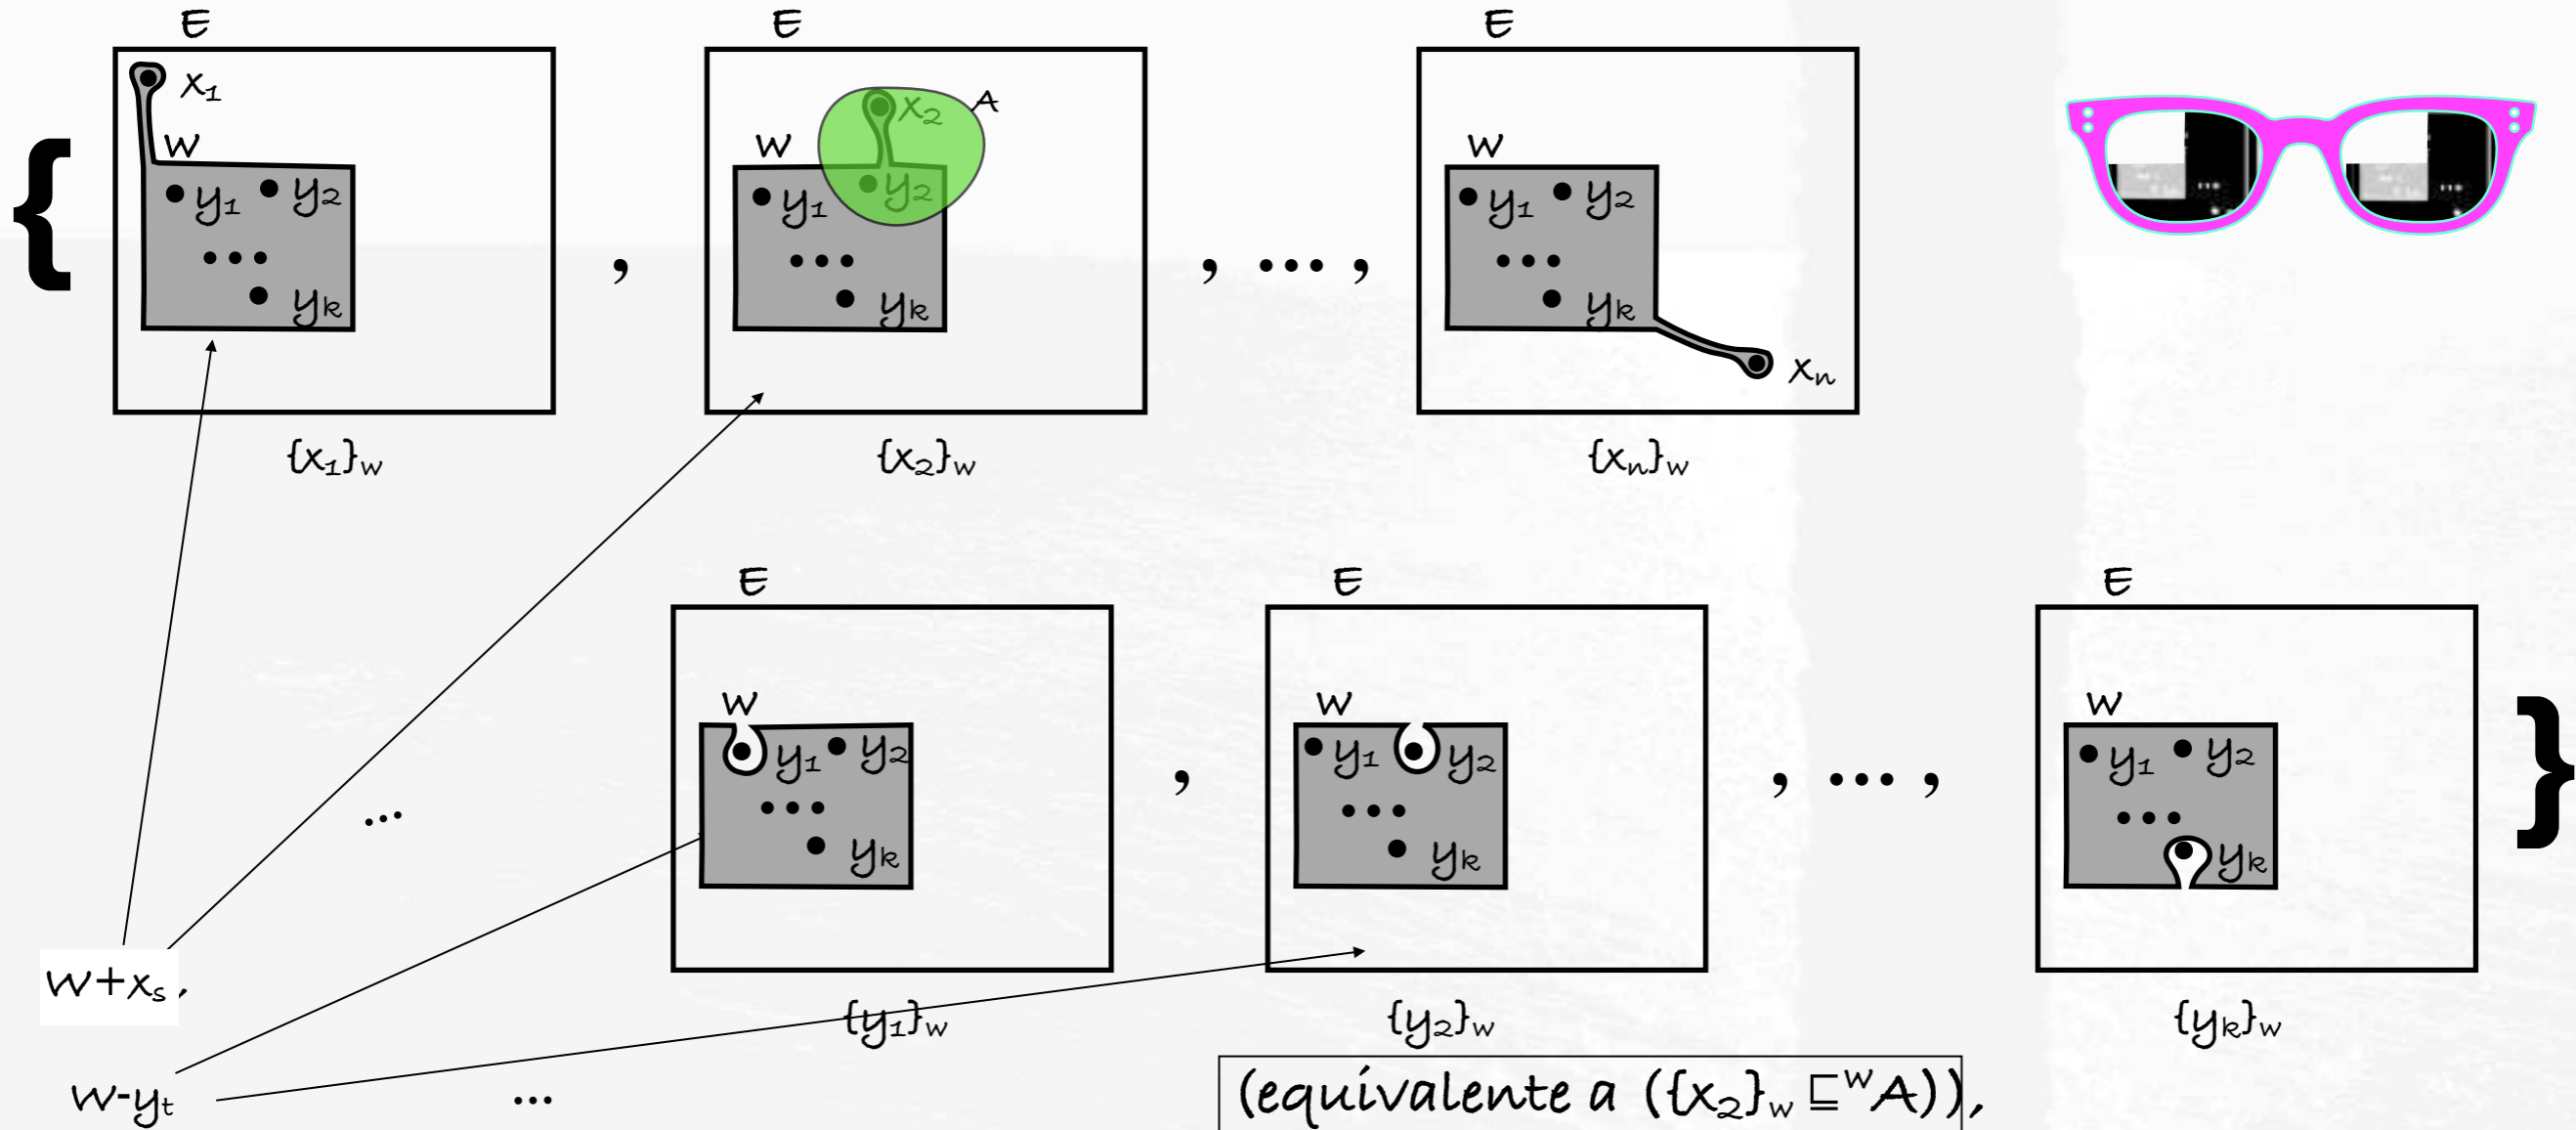 E E E
{ x₁ x₂ A
W W W
y₁ y₂ y₁ y₂ y₁ y₂
... , ... , ... , ...
yk yk yk
xₙ
{x₁}w {x₂}w {xₙ}w
E E E
W W W
y₁ y₂ y₁ y₂ y₁ y₂
... , ... , ... , ... }
yk yk yk
...
W+xₛ,
{y₁}w {y₂}w {yk}w
W-yₜ ... (equivalente a ({x₂}w ⊑ᵂ A)),